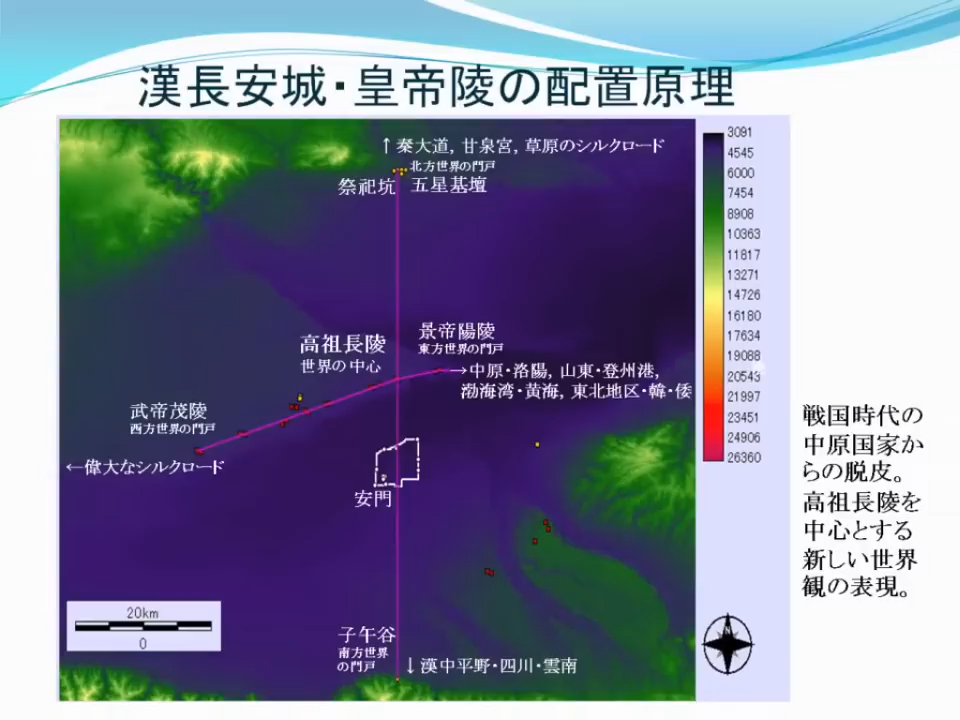 漢長安城・皇帝陵の配置原理
↑秦大道, 甘泉宮, 草原のシルクロード
北方世界の門戸
祭祀坑 五星基壇
景帝陽陵
東方世界の門戸
高祖長陵
世界の中心
→中原・洛陽, 山東・登州港,
渤海湾・黄海, 東北地区・韓・倭
武帝茂陵
西方世界の門戸
←偉大なシルクロード
安門
子午谷
南方世界
の門戸
↓漢中平野・四川・雲南
20km
0
3091
4545
6000
7454
8908
10363
11817
13271
14726
16180
17634
19088
20543
21997
23451
24906
26360
戦国時代の
中原国家か
らの脱皮。
高祖長陵を
中心とする
新しい世界
観の表現。